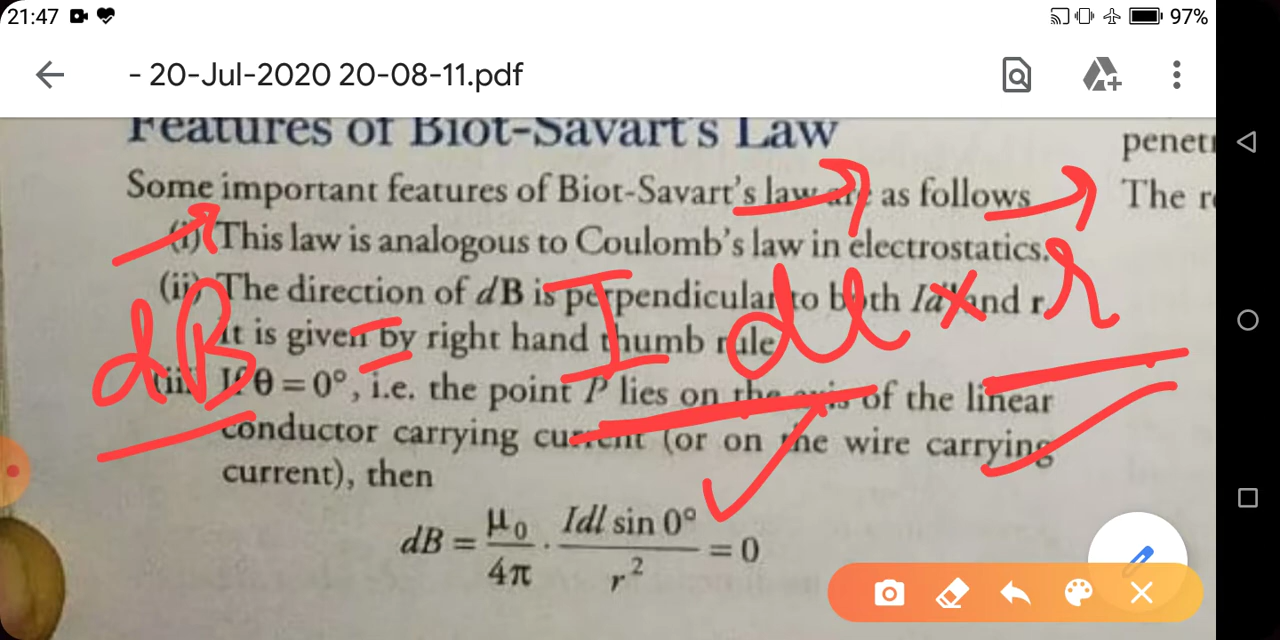 21:47 97%
- 20-Jul-2020 20-08-11.pdf
Features of Biot-Savart's Law
Some important features of Biot-Savart's law are as follows
(i) This law is analogous to Coulomb's law in electrostatics.
(ii) The direction of dB is perpendicular to both Idl and r.
It is given by right hand thumb rule
dB = I dl × r
(iii) If θ = 0°, i.e. the point P lies on the axis of the linear
conductor carrying current (or on the wire carrying
current), then
dB = μ0/4π · Idl sin 0°/r² = 0
penet
The r